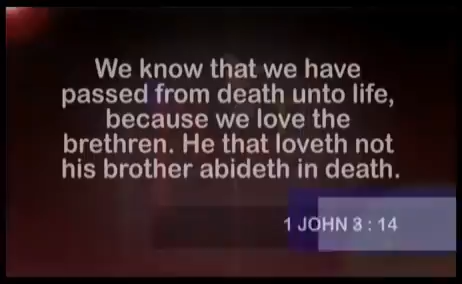 We know that we have
passed from death unto life,
because we love the
brethren. He that loveth not
his brother abideth in death.
1 JOHN 3 : 14